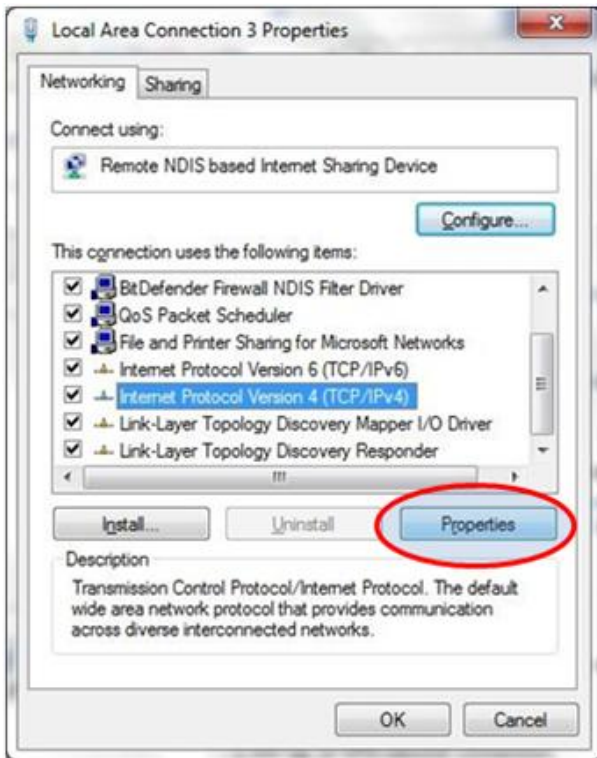 Local Area Connection 3 Properties
Networking
Sharing
Connect using:
Remote NDIS based Internet Sharing Device
Configure...
This connection uses the following items:
BitDefender Firewall NDIS Filter Driver
QoS Packet Scheduler
File and Printer Sharing for Microsoft Networks
Internet Protocol Version 6 (TCP/IPv6)
Internet Protocol Version 4 (TCP/IPv4)
Link-Layer Topology Discovery Mapper I/O Driver
Link-Layer Topology Discovery Responder
Install...
Uninstall
Properties
Description
Transmission Control Protocol/Internet Protocol. The default
wide area network protocol that provides communication
across diverse interconnected networks.
OK
Cancel